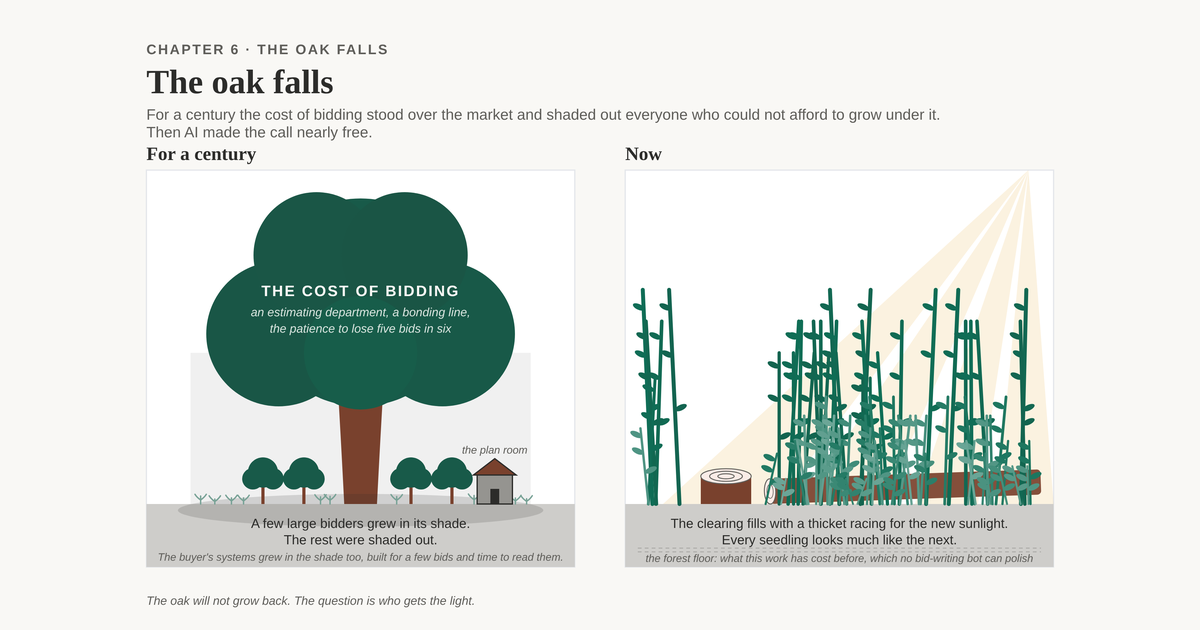 CHAPTER 6 · THE OAK FALLS
The oak falls
For a century the cost of bidding stood over the market and shaded out everyone who could not afford to grow under it.
Then AI made the call nearly free.
For a century
THE COST OF BIDDING
an estimating department, a bonding line,
the patience to lose five bids in six
the plan room
A few large bidders grew in its shade.
The rest were shaded out.
The buyer's systems grew in the shade too, built for a few bids and time to read them.
Now
The clearing fills with a thicket racing for the new sunlight.
Every seedling looks much like the next.
the forest floor: what this work has cost before, which no bid-writing bot can polish
The oak will not grow back. The question is who gets the light.